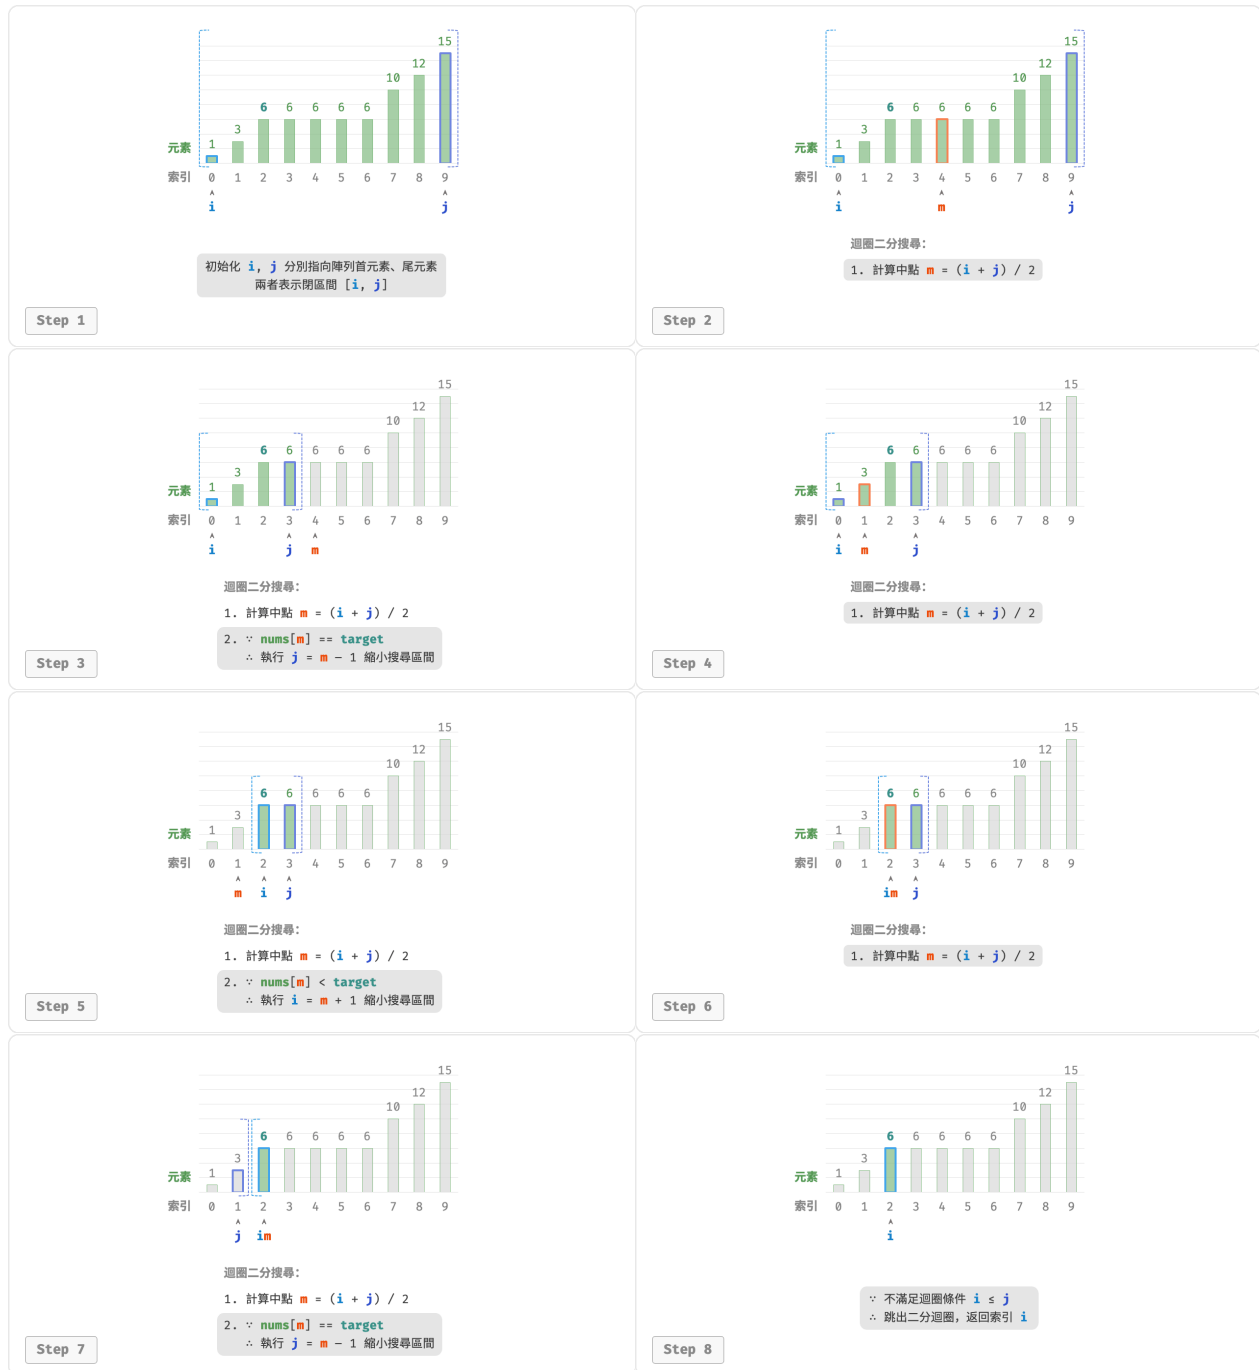 15
12
10
6 6 6 6 6
3
1
元素
索引 0 1 2 3 4 5 6 7 8 9
i j
初始化 i, j 分別指向陣列首元素、尾元素
兩者表示閉區間 [i, j]
Step 1
15
12
10
6 6 6 6 6
3
1
元素
索引 0 1 2 3 4 5 6 7 8 9
i m j
迴圈二分搜尋：
1. 計算中點 m = (i + j) / 2
Step 2
15
12
10
6 6 6 6 6
3
1
元素
索引 0 1 2 3 4 5 6 7 8 9
i j m
迴圈二分搜尋：
1. 計算中點 m = (i + j) / 2
2. ∵ nums[m] == target
∴ 執行 j = m − 1 縮小搜尋區間
Step 3
15
12
10
6 6 6 6 6
3
1
元素
索引 0 1 2 3 4 5 6 7 8 9
i m j
迴圈二分搜尋：
1. 計算中點 m = (i + j) / 2
Step 4
15
12
10
6 6 6 6 6
3
1
元素
索引 0 1 2 3 4 5 6 7 8 9
m i j
迴圈二分搜尋：
1. 計算中點 m = (i + j) / 2
2. ∵ nums[m] < target
∴ 執行 i = m + 1 縮小搜尋區間
Step 5
15
12
10
6 6 6 6 6
3
1
元素
索引 0 1 2 3 4 5 6 7 8 9
im j
迴圈二分搜尋：
1. 計算中點 m = (i + j) / 2
Step 6
15
12
10
6 6 6 6 6
3
1
元素
索引 0 1 2 3 4 5 6 7 8 9
j im
迴圈二分搜尋：
1. 計算中點 m = (i + j) / 2
2. ∵ nums[m] == target
∴ 執行 j = m − 1 縮小搜尋區間
Step 7
15
12
10
6 6 6 6 6
3
1
元素
索引 0 1 2 3 4 5 6 7 8 9
i
∵ 不滿足迴圈條件 i ≤ j
∴ 跳出二分迴圈，返回索引 i
Step 8